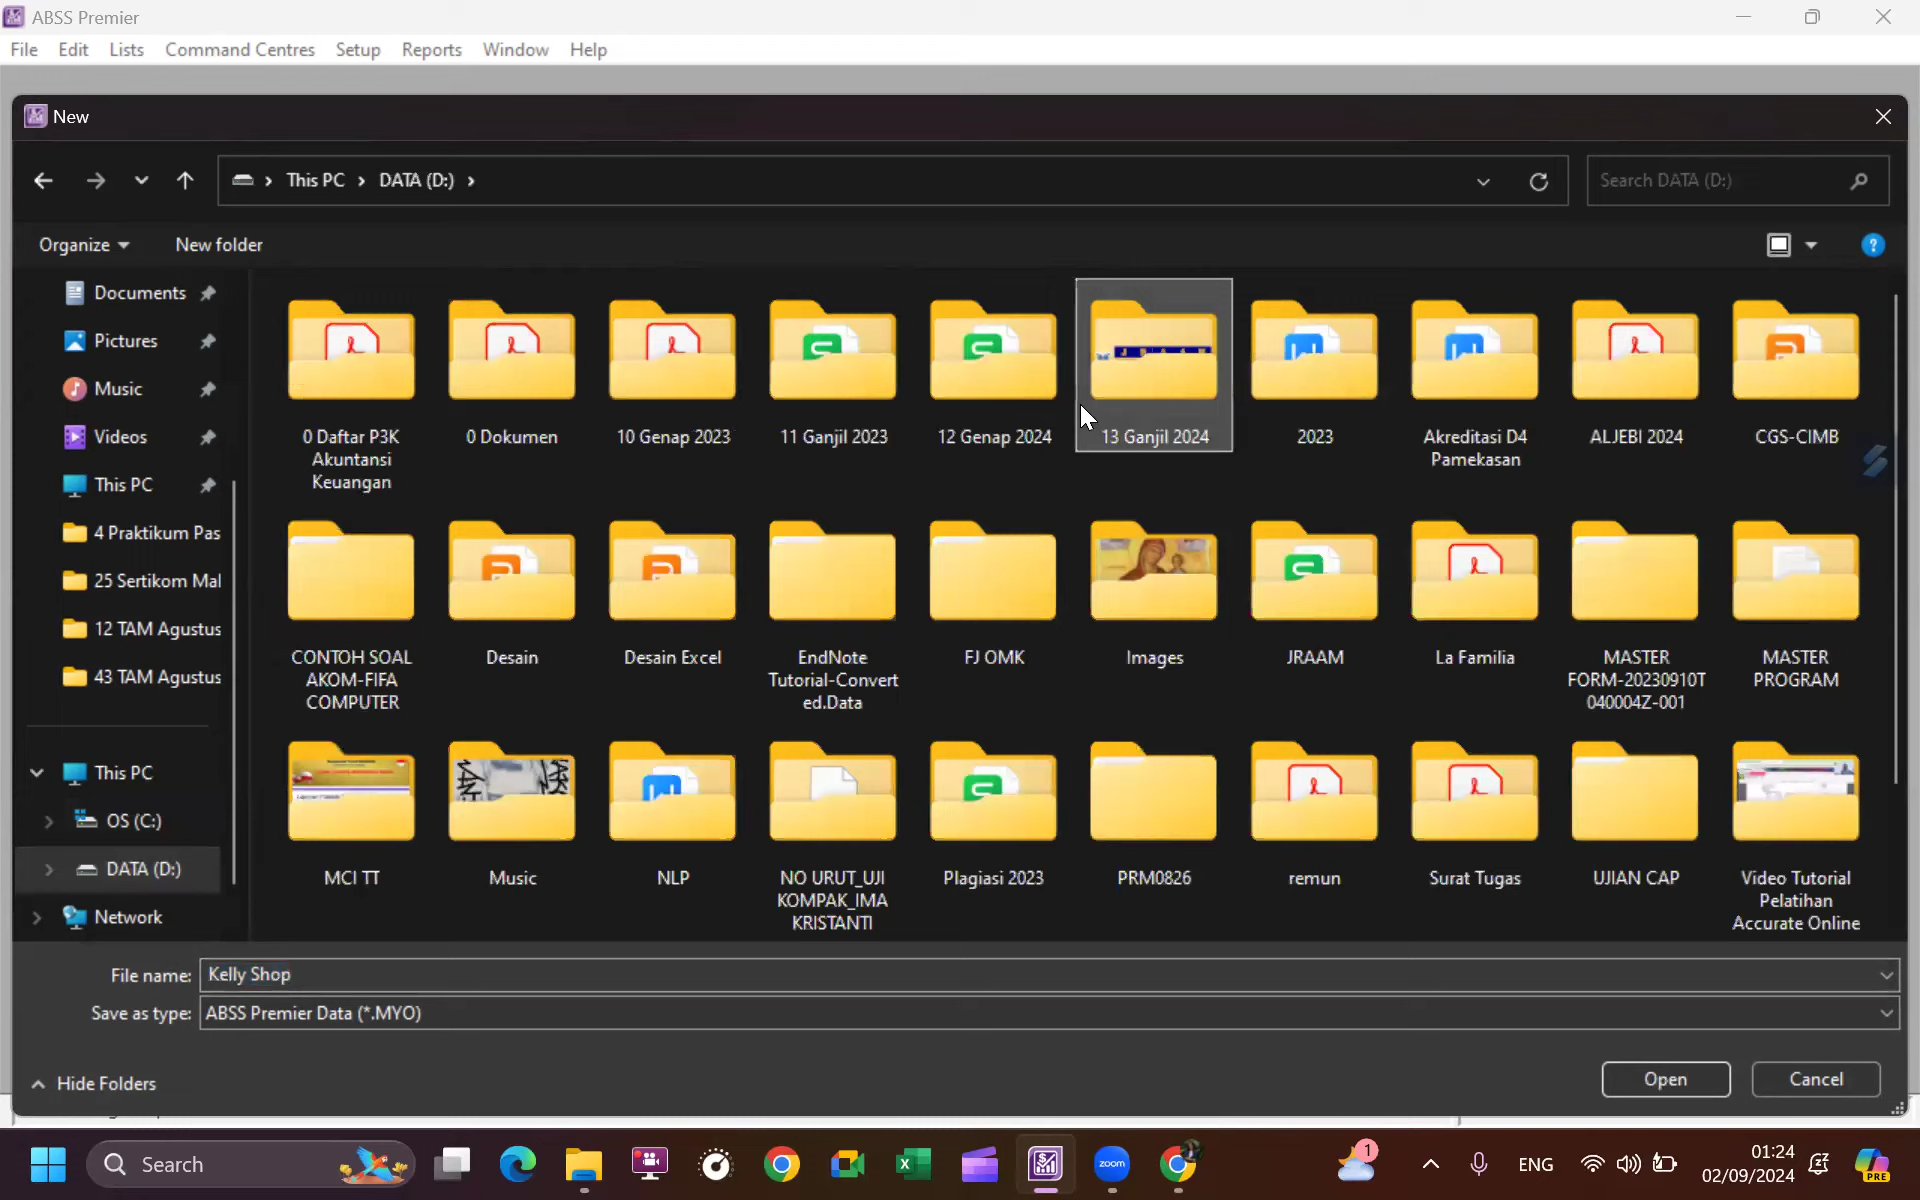 ABSS Premier
File Edit Lists Command Centres Setup Reports Window Help
New
This PC DATA (D:)
Search DATA (D:)
Organize New folder
Documents
Pictures
Music
Videos
This PC
4 Praktikum Pas
25 Sertikom Mal
12 TAM Agustus
43 TAM Agustus
This PC
OS (C:)
DATA (D:)
Network
0 Daftar P3K
Akuntansi
Keuangan
0 Dokumen
10 Genap 2023
11 Ganjil 2023
12 Genap 2024
13 Ganjil 2024
2023
Akreditasi D4
Pamekasan
ALJEBI 2024
CGS-CIMB
CONTOH SOAL
AKOM-FIFA
COMPUTER
Desain
Desain Excel
EndNote
Tutorial-Convert
ed.Data
FJ OMK
Images
JRAAM
La Familia
MASTER
FORM-20230910T
040004Z-001
MASTER
PROGRAM
MCI TT
Music
NLP
NO URUT_UJI
KOMPAK_IMA
KRISTANTI
Plagiasi 2023
PRM0826
remun
Surat Tugas
UJIAN CAP
Video Tutorial
Pelatihan
Accurate Online
File name: Kelly Shop
Save as type: ABSS Premier Data (*.MYO)
Hide Folders
Open Cancel
Search
zoom
1
ENG
01:24
02/09/2024
PRE